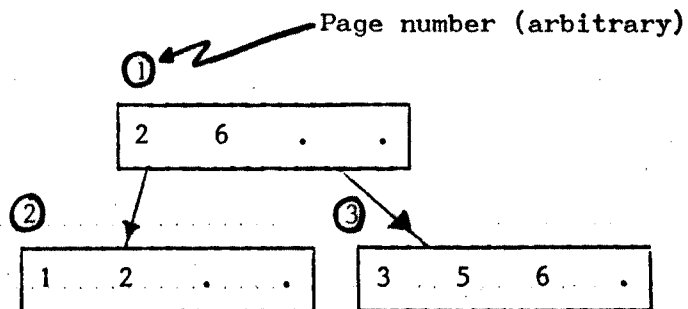 Page number (arbitrary)
1
2 6 . .
2 3
1 2 . . 3 5 6 .